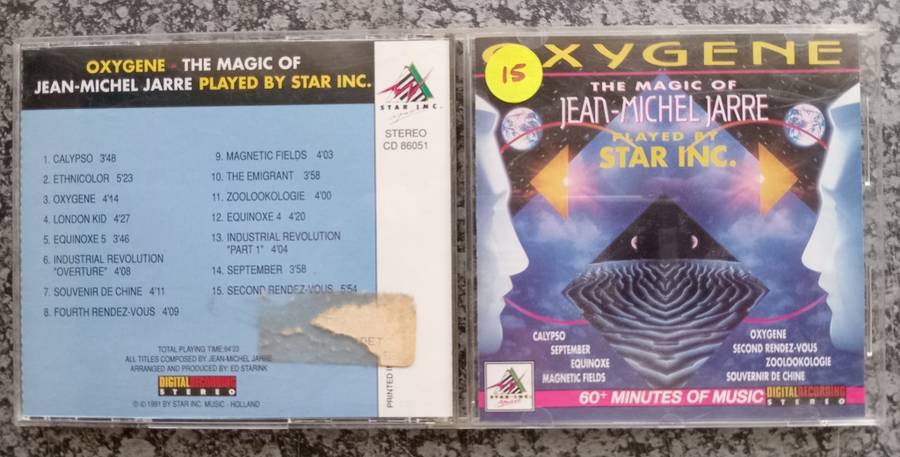 OXYGENE - THE MAGIC OF
JEAN-MICHEL JARRE PLAYED BY STAR INC.
STAR INC.
STEREO
CD 86051
1. CALYPSO 3'48
2. ETHNICOLOR 5'23
3. OXYGENE 4'14
4. LONDON KID 4'27
5. EQUINOXE 5 3'46
6. INDUSTRIAL REVOLUTION
"OVERTURE" 4'08
7. SOUVENIR DE CHINE 4'11
8. FOURTH RENDEZ-VOUS 4'09
9. MAGNETIC FIELDS 4'03
10. THE EMIGRANT 3'58
11. ZOOLOOKOLOGIE 4'00
12. EQUINOXE 4 4'20
13. INDUSTRIAL REVOLUTION
"PART 1" 4'04
14. SEPTEMBER 3'58
15. SECOND RENDEZ-VOUS 5'54
TOTAL PLAYING TIME:
ALL TITLES COMPOSED BY JEAN-MICHEL JARRE
ARRANGED AND PRODUCED BY: ED STARINK
DIGITAL RECORDING
STEREO
℗ © 1991 BY STAR INC. MUSIC - HOLLAND
PRINTED IN
OXYGENE
15
THE MAGIC OF
JEAN-MICHEL JARRE
PLAYED BY
STAR INC.
CALYPSO
SEPTEMBER
EQUINOXE
MAGNETIC FIELDS
OXYGENE
SECOND RENDEZ-VOUS
ZOOLOOKOLOGIE
SOUVENIR DE CHINE
STAR INC.
60+ MINUTES OF MUSIC
DIGITAL RECORDING
STEREO